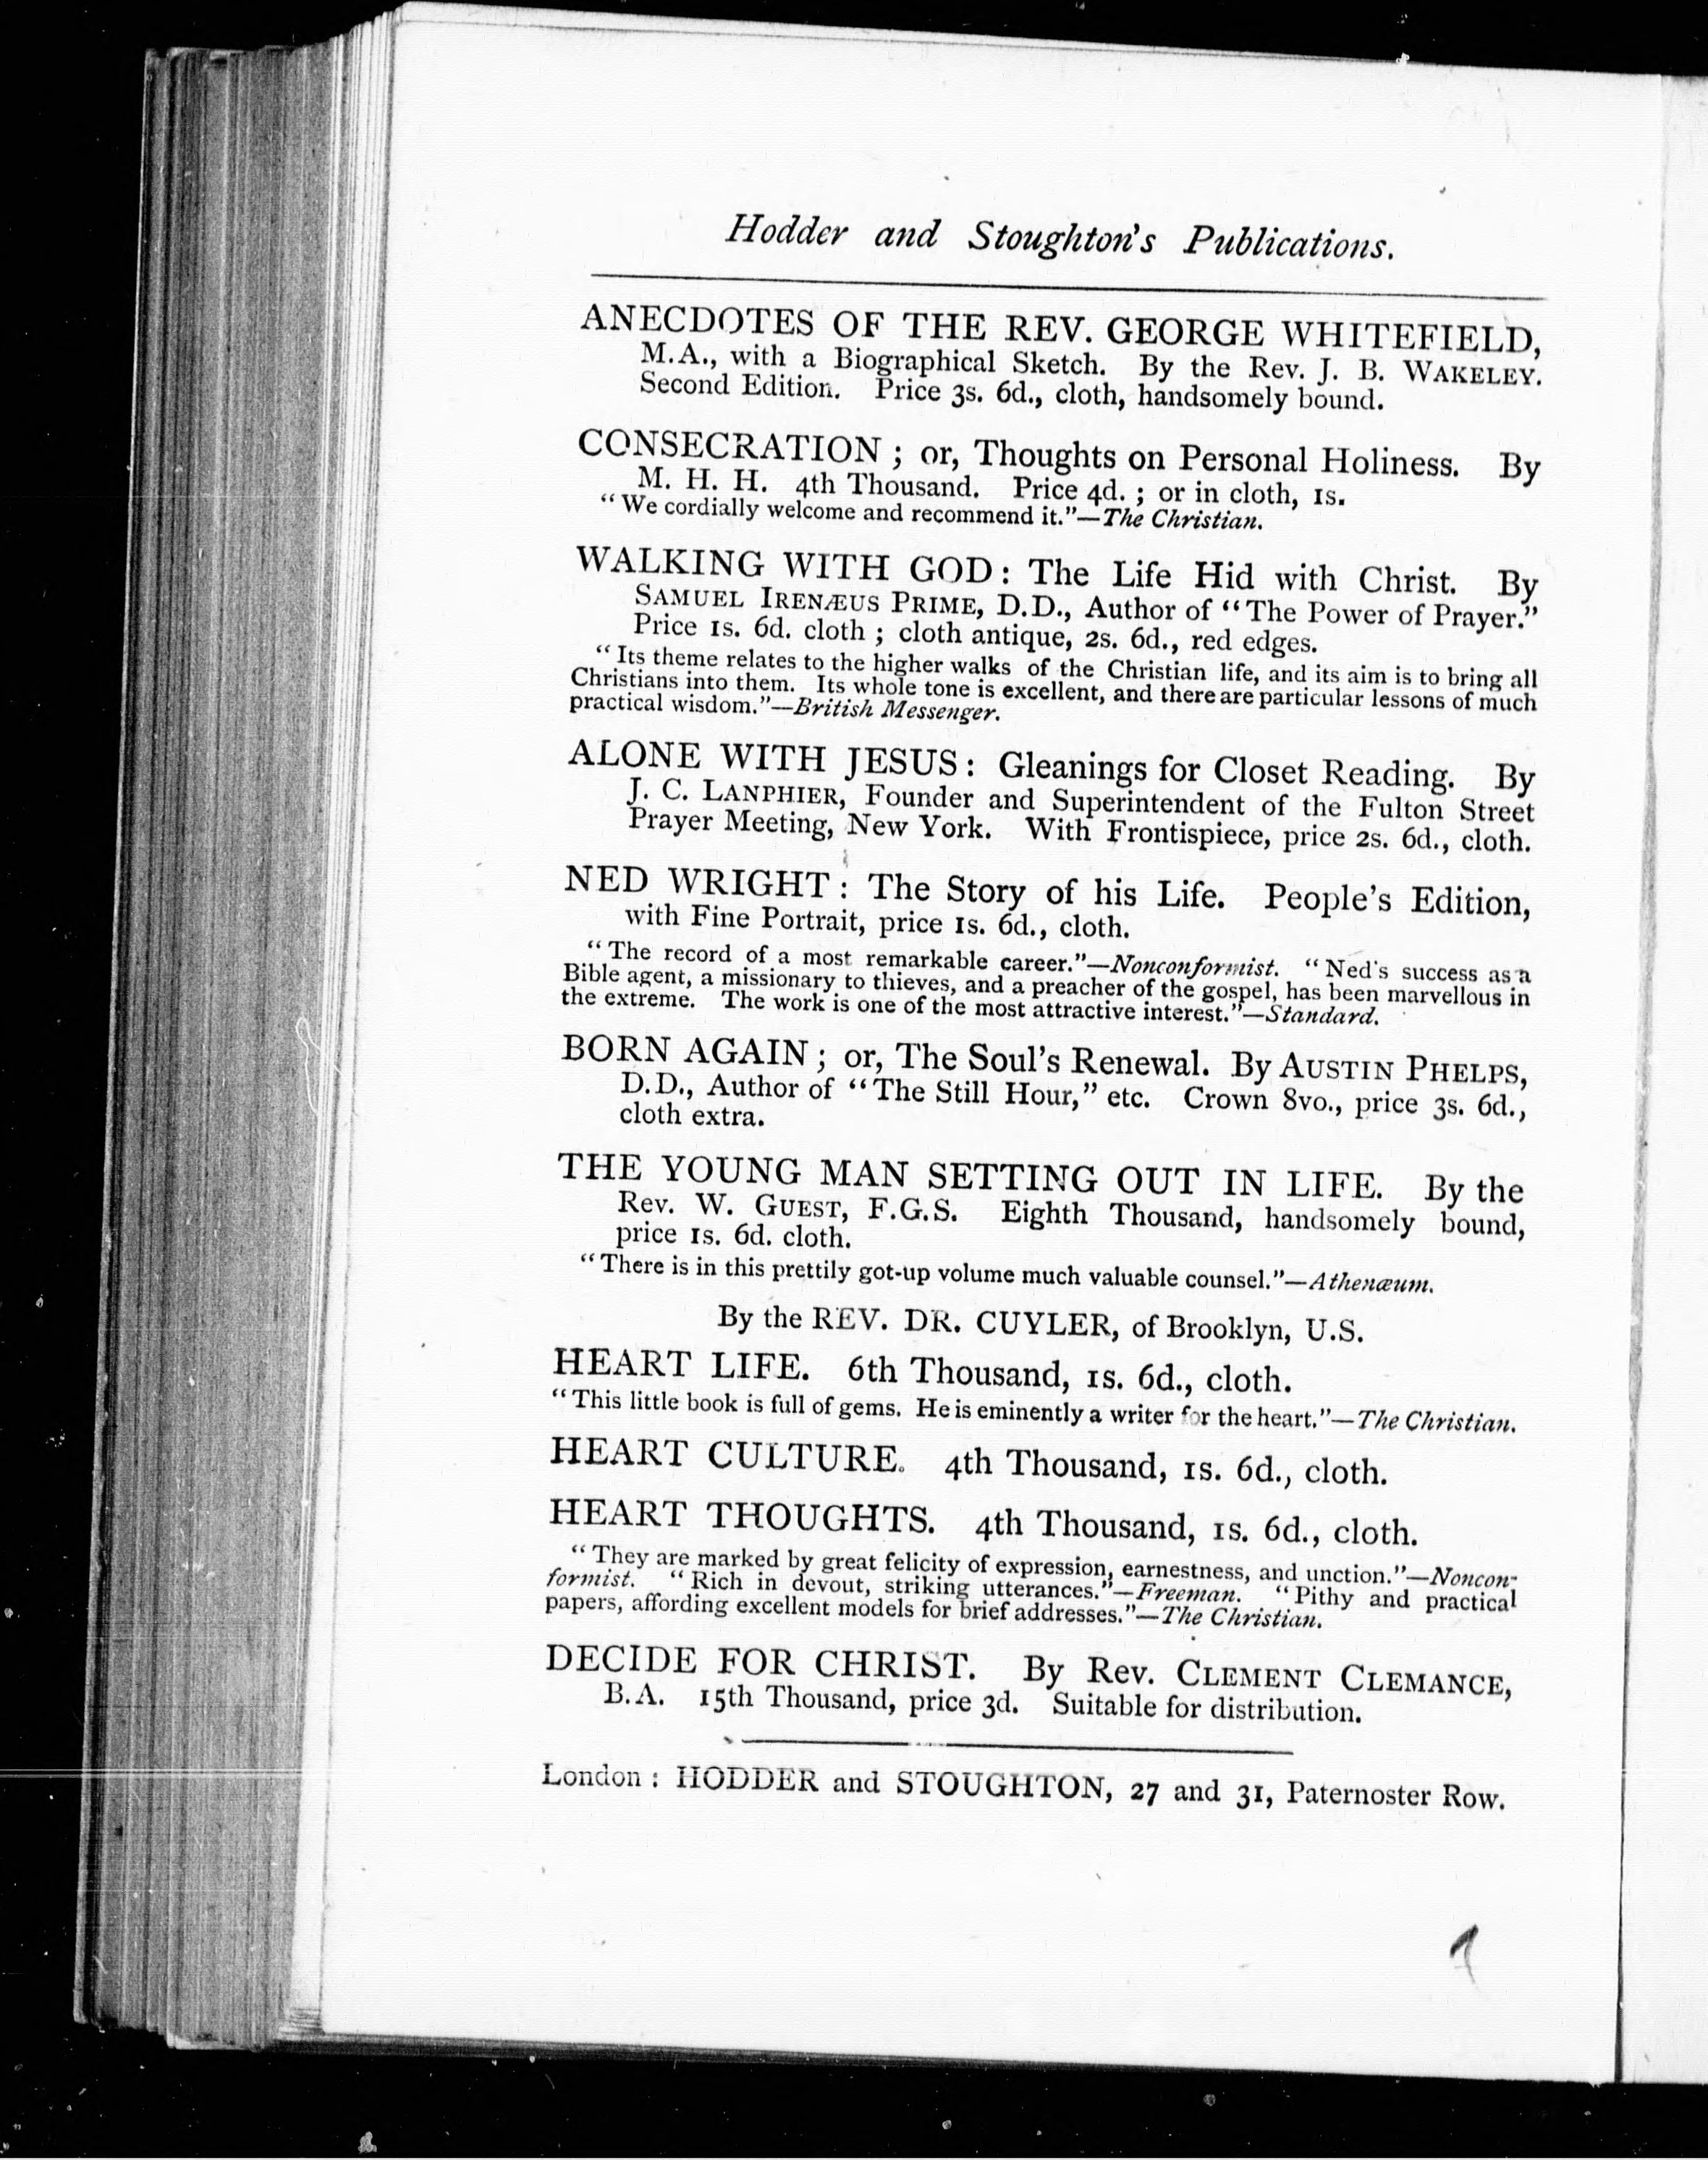 Hodder and Stoughton's Publications.
ANECDOTES OF THE REV. GEORGE WHITEFIELD,
M.A., with a Biographical Sketch. By the Rev. J. B. WAKELEY.
Second Edition. Price 3s. 6d., cloth, handsomely bound.
CONSECRATION ; or, Thoughts on Personal Holiness. By
M. H. H. 4th Thousand. Price 4d. ; or in cloth, 1s.
“We cordially welcome and recommend it.”—The Christian.
WALKING WITH GOD: The Life Hid with Christ. By
SAMUEL IRENÆUS PRIME, D.D., Author of “The Power of Prayer.”
Price 1s. 6d. cloth ; cloth antique, 2s. 6d., red edges.
“Its theme relates to the higher walks of the Christian life, and its aim is to bring all
Christians into them. Its whole tone is excellent, and there are particular lessons of much
practical wisdom.”—British Messenger.
ALONE WITH JESUS: Gleanings for Closet Reading. By
J. C. LANPHIER, Founder and Superintendent of the Fulton Street
Prayer Meeting, New York. With Frontispiece, price 2s. 6d., cloth.
NED WRIGHT: The Story of his Life. People's Edition,
with Fine Portrait, price 1s. 6d., cloth.
“The record of a most remarkable career.”—Nonconformist. “Ned's success as a
Bible agent, a missionary to thieves, and a preacher of the gospel, has been marvellous in
the extreme. The work is one of the most attractive interest.”—Standard.
BORN AGAIN ; or, The Soul's Renewal. By AUSTIN PHELPS,
D.D., Author of “The Still Hour,” etc. Crown 8vo., price 3s. 6d.,
cloth extra.
THE YOUNG MAN SETTING OUT IN LIFE. By the
Rev. W. GUEST, F.G.S. Eighth Thousand, handsomely bound,
price 1s. 6d. cloth.
“There is in this prettily got-up volume much valuable counsel.”—Athenæum.
By the REV. DR. CUYLER, of Brooklyn, U.S.
HEART LIFE. 6th Thousand, 1s. 6d., cloth.
“This little book is full of gems. He is eminently a writer for the heart.”—The Christian.
HEART CULTURE. 4th Thousand, 1s. 6d., cloth.
HEART THOUGHTS. 4th Thousand, 1s. 6d., cloth.
“They are marked by great felicity of expression, earnestness, and unction.”—Noncon-
formist. “Rich in devout, striking utterances.”—Freeman. “Pithy and practical
papers, affording excellent models for brief addresses.”—The Christian.
DECIDE FOR CHRIST. By Rev. CLEMENT CLEMANCE,
B.A. 15th Thousand, price 3d. Suitable for distribution.
London : HODDER and STOUGHTON, 27 and 31, Paternoster Row.